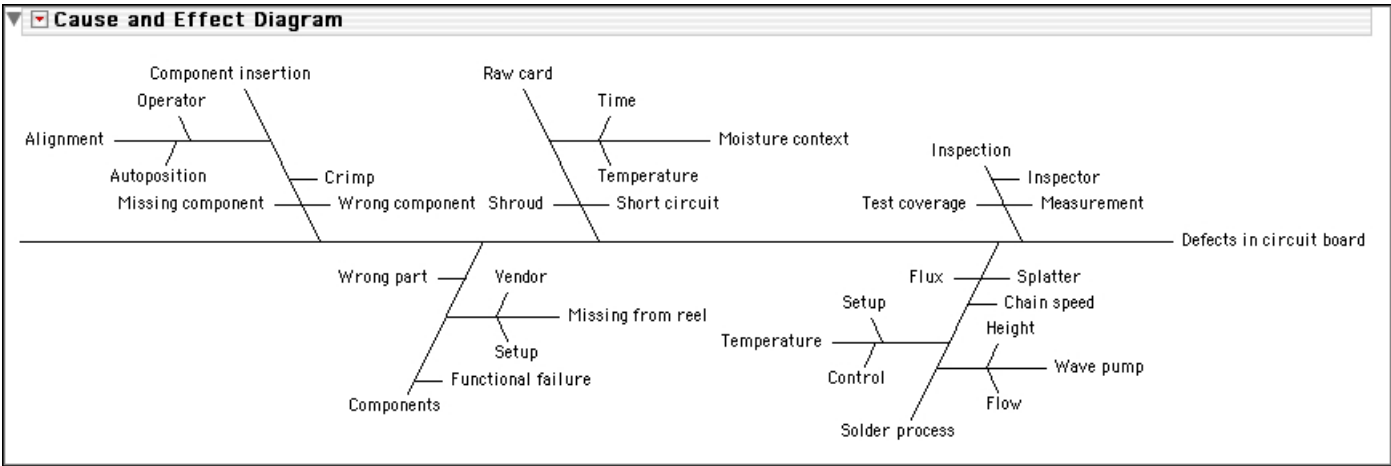 Cause and Effect Diagram
Component insertion
Raw card
Operator
Time
Alignment
Moisture context
Inspection
Autoposition
Crimp
Temperature
Inspector
Missing component
Wrong component
Shroud
Short circuit
Test coverage
Measurement
Defects in circuit board
Wrong part
Vendor
Flux
Splatter
Setup
Chain speed
Missing from reel
Height
Temperature
Setup
Wave pump
Functional failure
Control
Components
Flow
Solder process